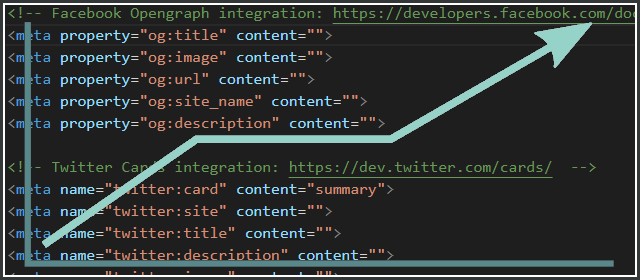 <!-- Facebook Opengraph integration: https://developers.facebook.com/do
<meta property="og:title" content="">
<meta property="og:image" content="">
<meta property="og:url" content="">
<meta property="og:site_name" content="">
<meta property="og:description" content="">
<!-- Twitter Cards integration: https://dev.twitter.com/cards/  -->
<meta name="twitter:card" content="summary">
<meta name="twitter:site" content="">
<meta name="twitter:title" content="">
<meta name="twitter:description" content="">